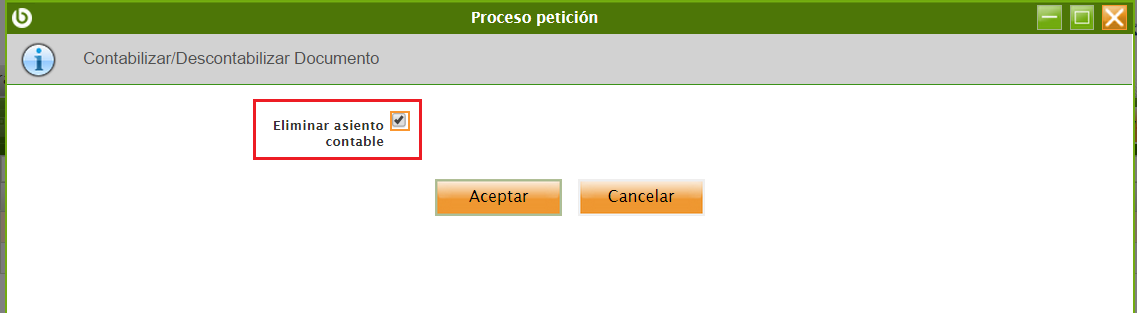 Proceso petición
Contabilizar/Descontabilizar Documento
Eliminar asiento
contable
Aceptar
Cancelar